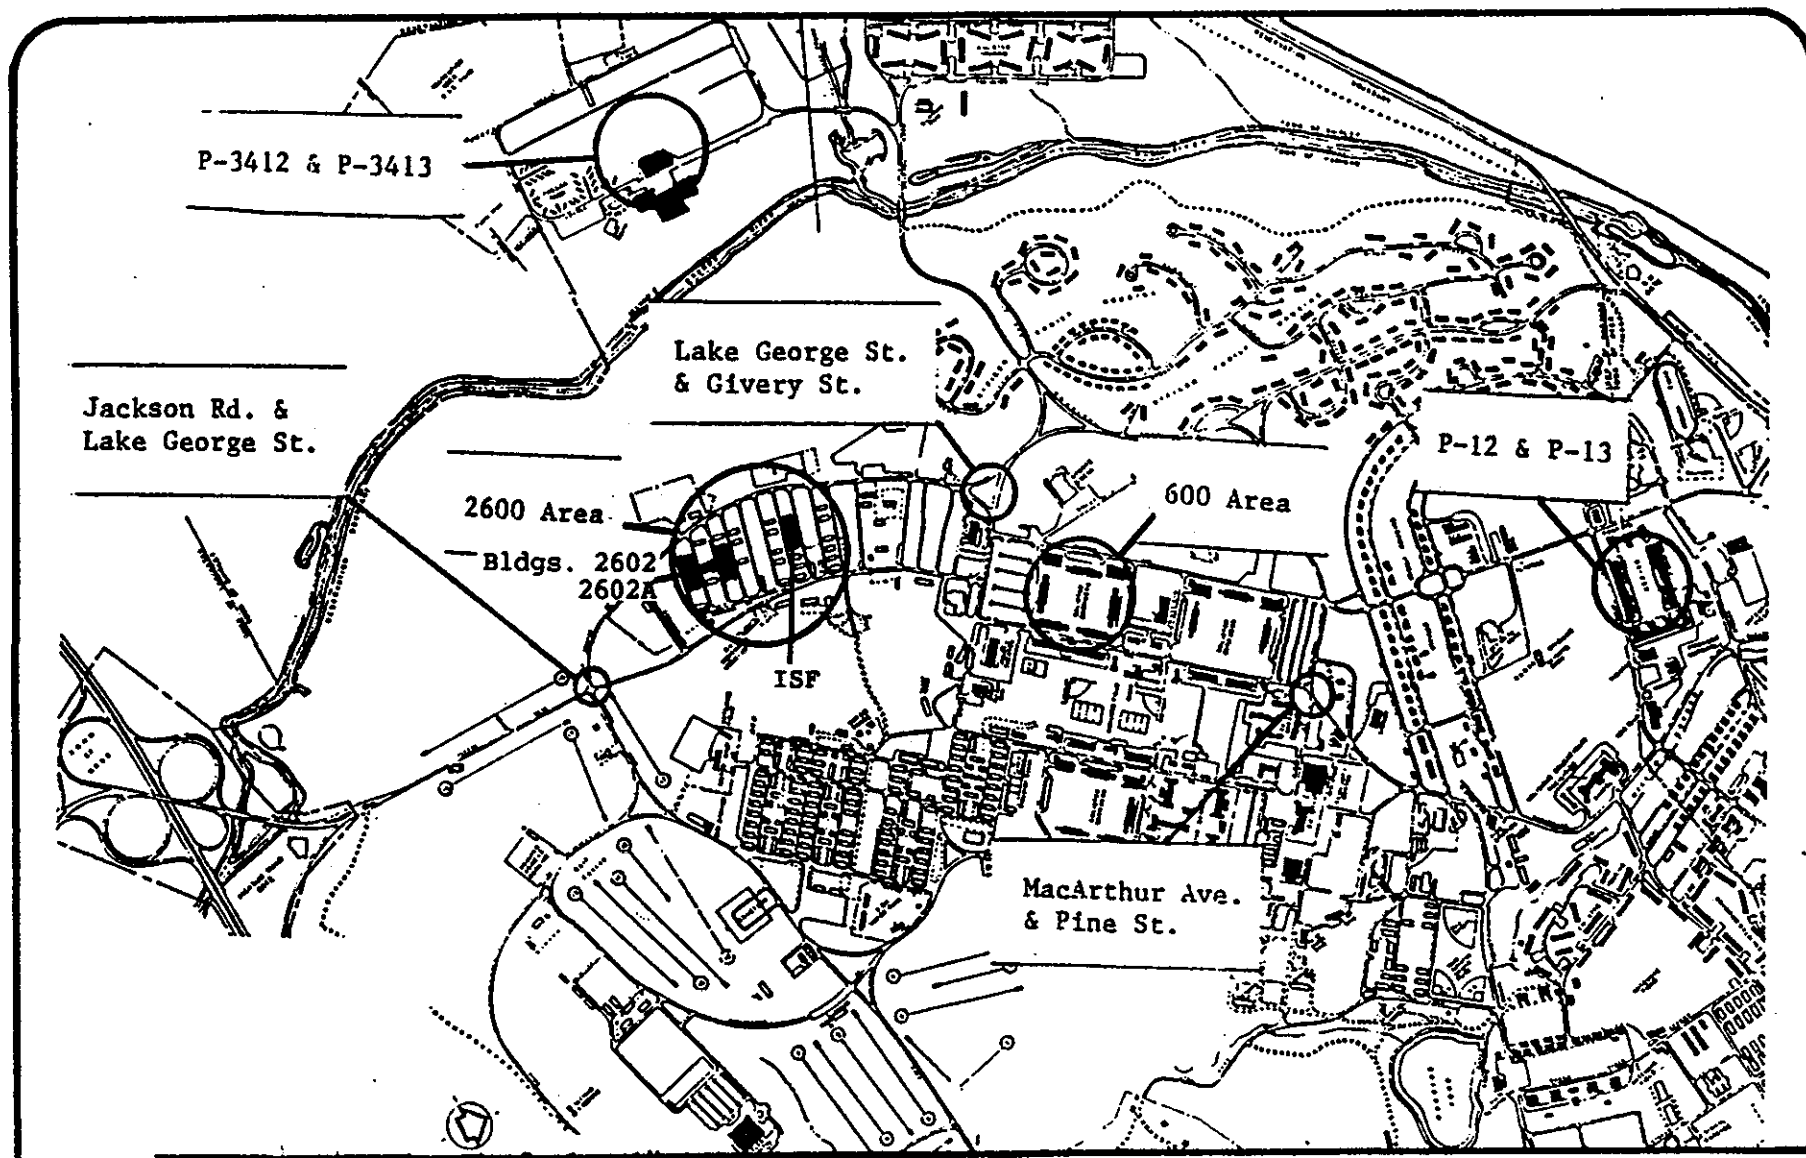 P-3412 & P-3413
Lake George St.
& Givery St.
Jackson Rd. &
Lake George St.
P-12 & P-13
2600 Area
600 Area
Bldgs. 2602
2602A
ISF
MacArthur Ave.
& Pine St.